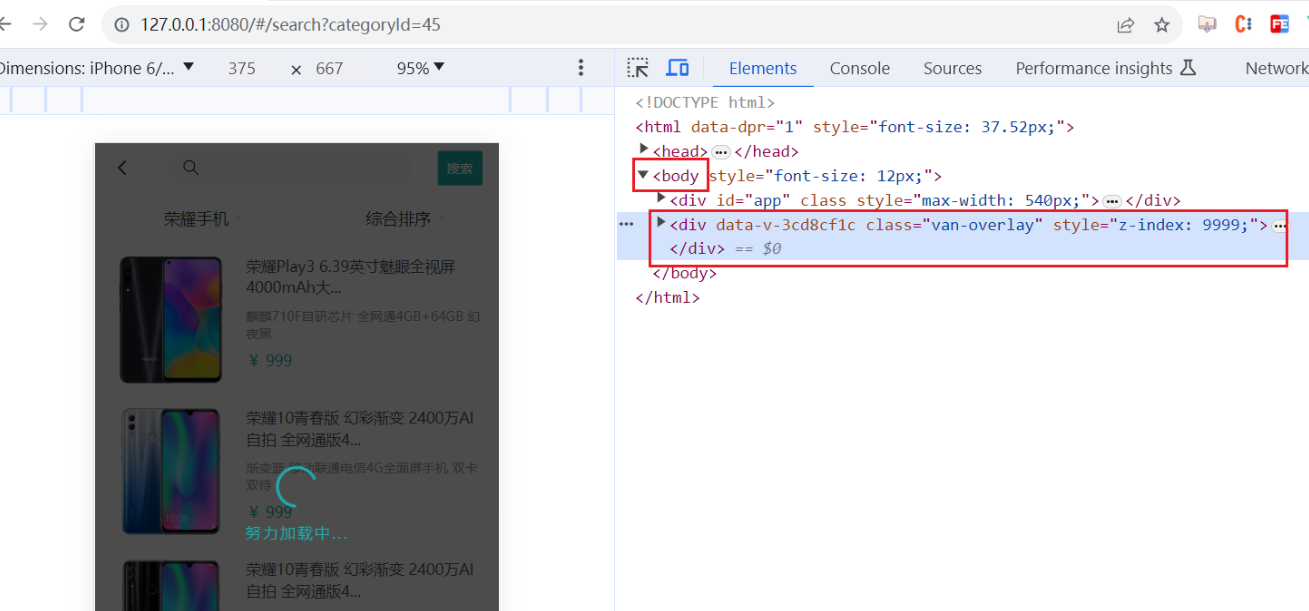 127.0.0.1:8080/#/search?categoryId=45
Dimensions: iPhone 6/... ▼ 375 × 667 95% ▼
Elements Console Sources Performance insights Network
<!DOCTYPE html>
<html data-dpr="1" style="font-size: 37.52px;">
▶<head>…</head>
▼<body style="font-size: 12px;">
▶<div id="app" class style="max-width: 540px;">…</div>
▶<div data-v-3cd8cf1c class="van-overlay" style="z-index: 9999;">…
</div> == $0
</body>
</html>
搜索
荣耀手机 综合排序
荣耀Play3 6.39英寸魅眼全视屏
4000mAh大...
麒麟710F自研芯片 全网通4GB+64GB 幻
夜黑
¥ 999
荣耀10青春版 幻彩渐变 2400万AI
自拍 全网通版4...
渐变蓝 移动联通电信4G全面屏手机 双卡
双待
¥ 999
努力加载中...
荣耀10青春版 幻彩渐变 2400万AI
自拍 全网通版4...